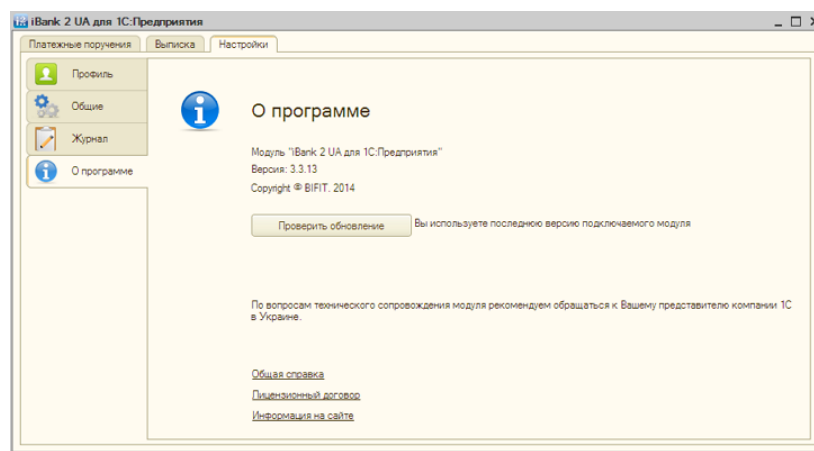 iBank 2 UA для 1С:Предприятия
Платежные поручения Выписка Настройки
Профиль
Общие
Журнал
О программе
О программе
Модуль "iBank 2 UA для 1С:Предприятия"
Версия: 3.3.13
Copyright © BIFIT. 2014
Проверить обновление Вы используете последнюю версию подключаемого модуля
По вопросам технического сопровождения модуля рекомендуем обращаться к Вашему представителю компании 1С
в Украине.
Общая справка
Лицензионный договор
Информация на сайте